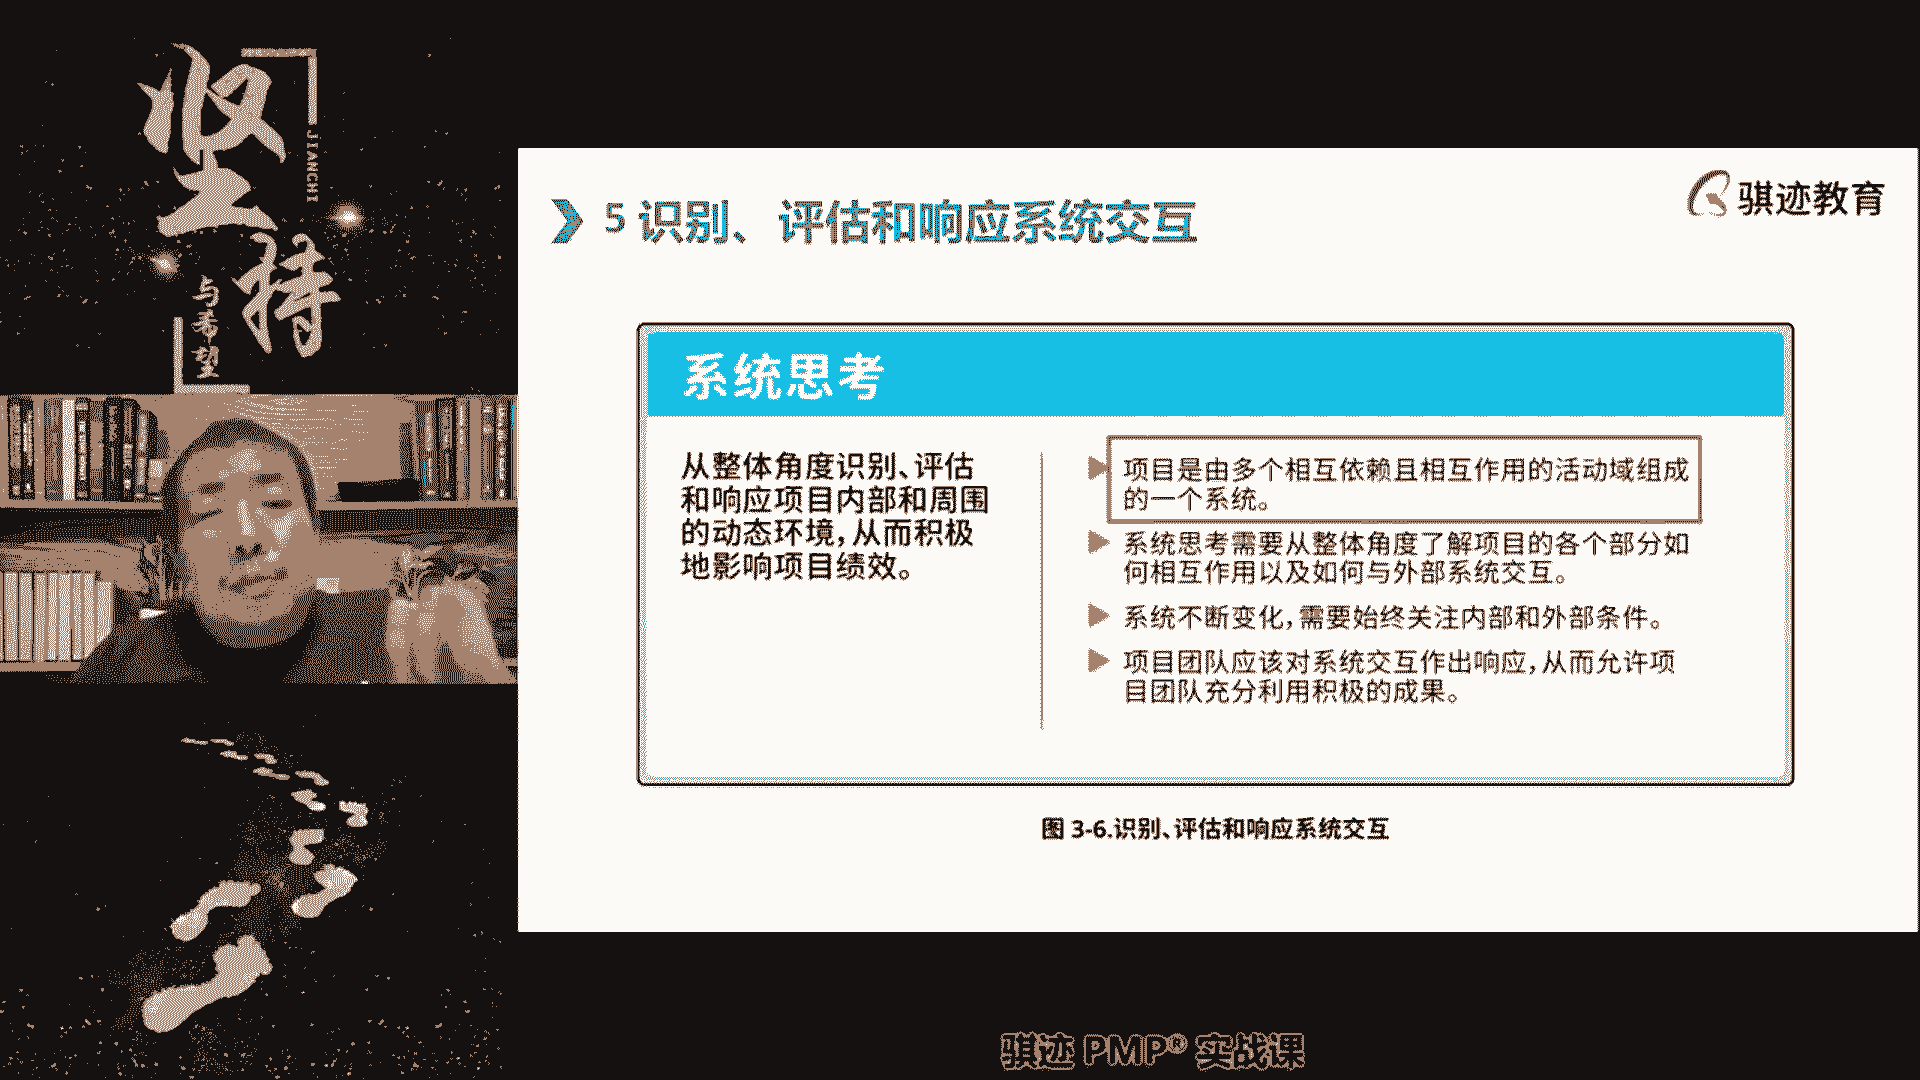 坚持
JIANCHI
与希望
骐迹教育
5 识别、评估和响应系统交互
系统思考
从整体角度识别、评估
和响应项目内部和周围
的动态环境,从而积极
地影响项目绩效。
项目是由多个相互依赖且相互作用的活动域组成
的一个系统。
系统思考需要从整体角度了解项目的各个部分如
何相互作用以及如何与外部系统交互。
系统不断变化,需要始终关注内部和外部条件。
项目团队应该对系统交互作出响应,从而允许项
目团队充分利用积极的成果。
图 3-6.识别、评估和响应系统交互
骐迹 PMP® 实战课